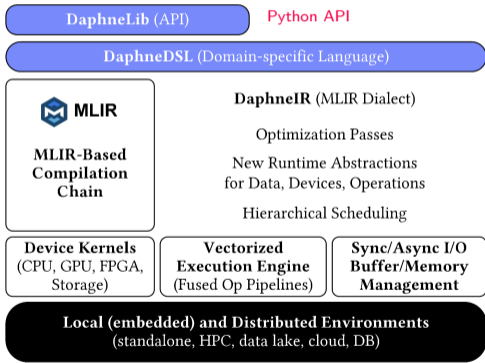 DaphneLib (API)
Python API
DaphneDSL (Domain-specific Language)
MLIR
MLIR-Based
Compilation
Chain
DaphneIR (MLIR Dialect)
Optimization Passes
New Runtime Abstractions
for Data, Devices, Operations
Hierarchical Scheduling
Device Kernels
(CPU, GPU, FPGA,
Storage)
Vectorized
Execution Engine
(Fused Op Pipelines)
Sync/Async I/O
Buffer/Memory
Management
Local (embedded) and Distributed Environments
(standalone, HPC, data lake, cloud, DB)